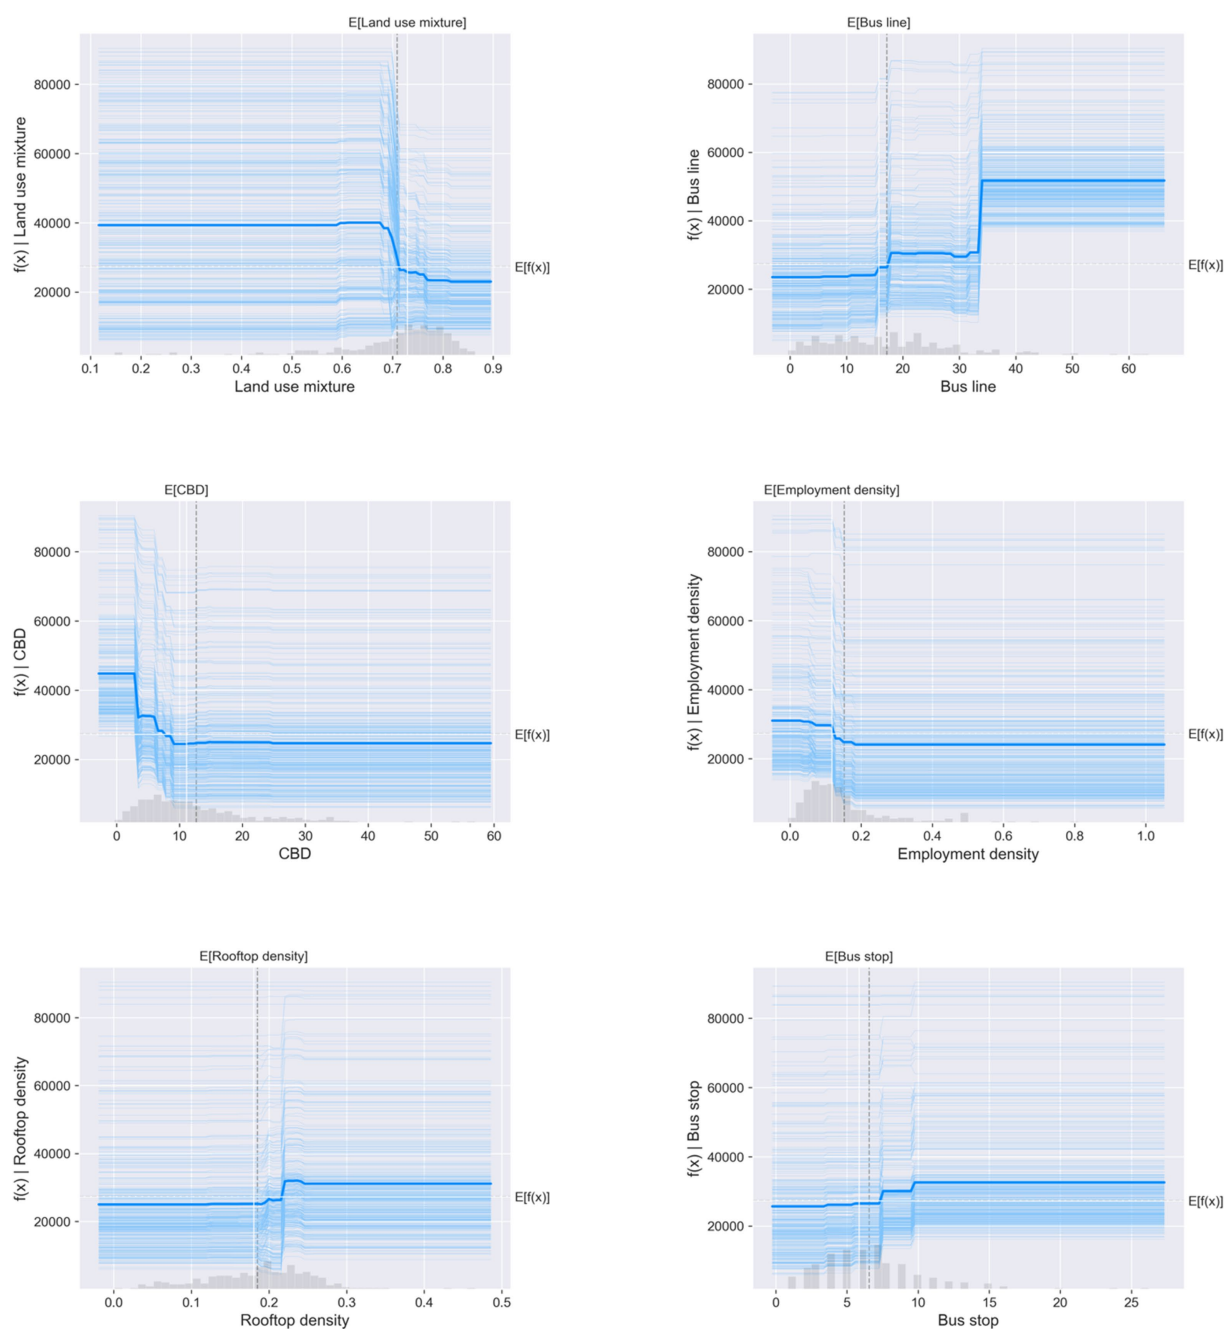 E[Land use mixture]
80000
60000
40000
20000
f(x) | Land use mixture
E[f(x)]
0.1 0.2 0.3 0.4 0.5 0.6 0.7 0.8 0.9
Land use mixture
E[Bus line]
80000
60000
40000
20000
f(x) | Bus line
E[f(x)]
0 10 20 30 40 50 60
Bus line
E[CBD]
80000
60000
40000
20000
f(x) | CBD
E[f(x)]
0 10 20 30 40 50 60
CBD
E[Employment density]
80000
60000
40000
20000
f(x) | Employment density
E[f(x)]
0.0 0.2 0.4 0.6 0.8 1.0
Employment density
E[Rooftop density]
80000
60000
40000
20000
f(x) | Rooftop density
E[f(x)]
0.0 0.1 0.2 0.3 0.4 0.5
Rooftop density
E[Bus stop]
80000
60000
40000
20000
f(x) | Bus stop
E[f(x)]
0 5 10 15 20 25
Bus stop